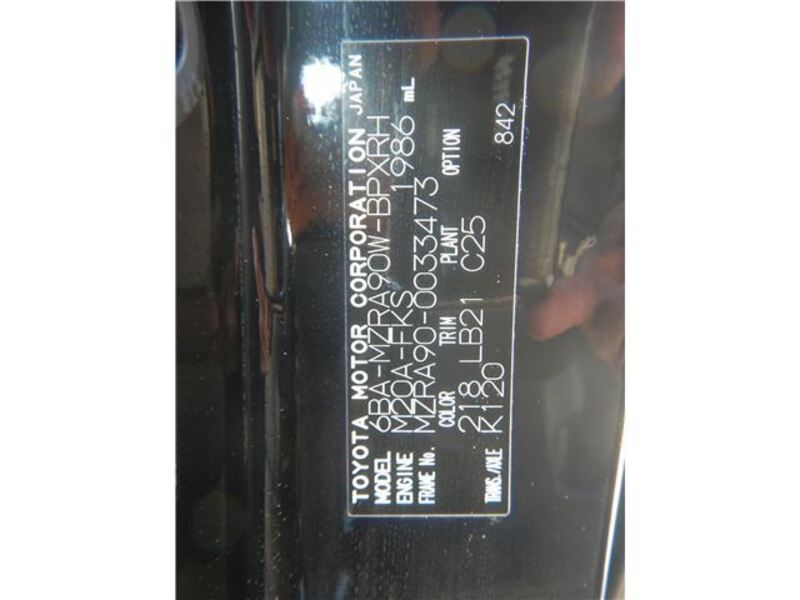 TOYOTA MOTOR CORPORATION JAPAN
MODEL 6BA-MZRA90W-BPXRH
ENGINE M20A-FKS 1986 mL
FRAME No. MZRA90-0033473
COLOR TRIM PLANT OPTION
218 LB21 C25
TRANS./AXLE K120 842